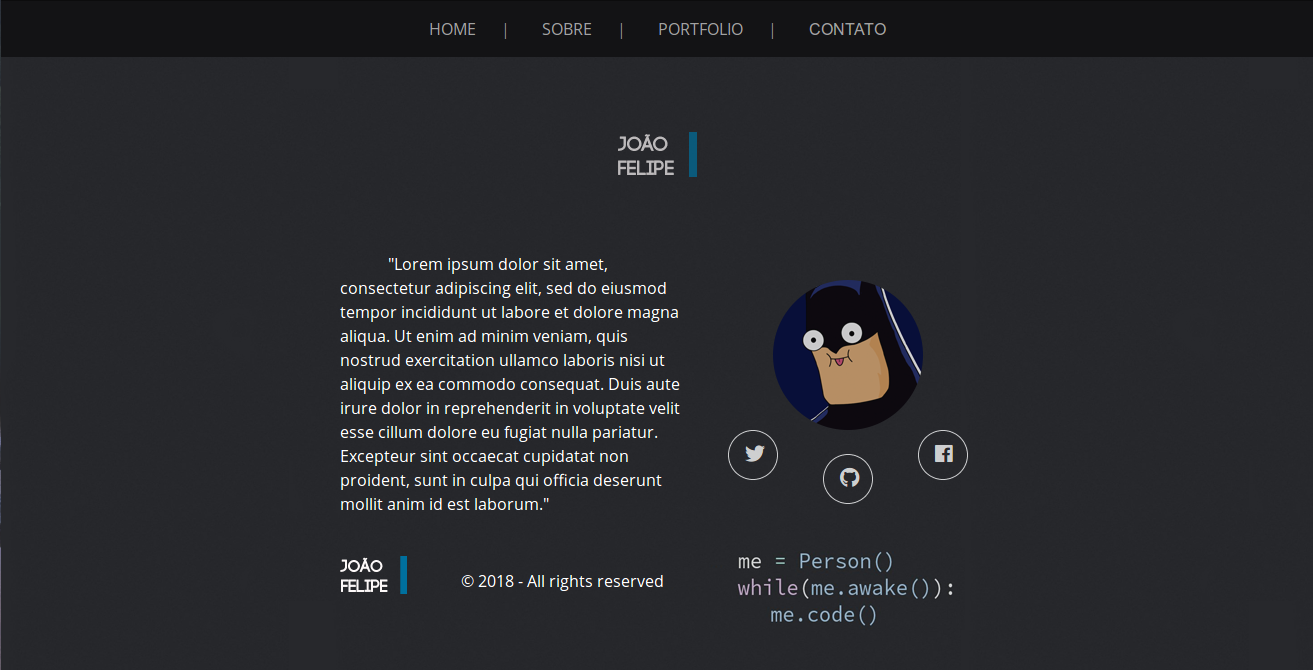 HOME | SOBRE | PORTFOLIO | CONTATO
JOÃO
FELIPE
"Lorem ipsum dolor sit amet,
consectetur adipiscing elit, sed do eiusmod
tempor incididunt ut labore et dolore magna
aliqua. Ut enim ad minim veniam, quis
nostrud exercitation ullamco laboris nisi ut
aliquip ex ea commodo consequat. Duis aute
irure dolor in reprehenderit in voluptate velit
esse cillum dolore eu fugiat nulla pariatur.
Excepteur sint occaecat cupidatat non
proident, sunt in culpa qui officia deserunt
mollit anim id est laborum."
JOÃO
FELIPE
© 2018 - All rights reserved
me = Person()
while(me.awake()):
me.code()